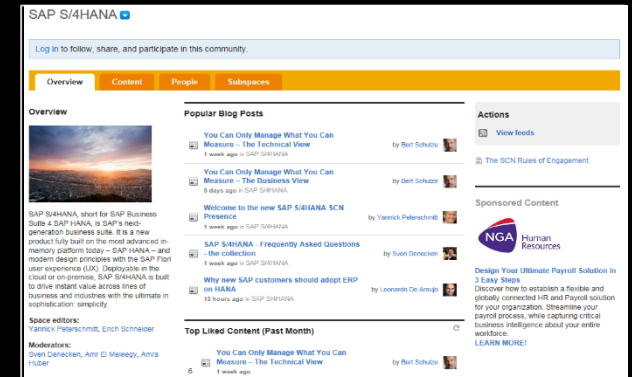 SAP S/4HANA
Log in to follow, share, and participate in this community.
Overview Content People Subspaces
Overview
SAP S/4HANA, short for SAP Business
Suite 4 SAP HANA, is SAP's next-
generation business suite. It is a new
product fully built on the most advanced in-
memory platform today – SAP HANA – and
modern design principles with the SAP Fiori
user experience (UX). Deployable in the
cloud or on-premise, SAP S/4HANA is built
to drive instant value across lines of
business and industries with the ultimate in
sophistication: simplicity.
Space editors:
Yannick Peterschmitt, Erich Schneider
Moderators:
Sven Denecken, Amr El Meleegy, Amra
Huber
Popular Blog Posts
You Can Only Manage What You Can
Measure – The Technical View
1 week ago in SAP S/4HANA
by Bert Schulze
You Can Only Manage What You Can
Measure – The Business View
6 days ago in SAP S/4HANA
by Bert Schulze
Welcome to the new SAP S/4HANA SCN
Presence
1 week ago in SAP S/4HANA
by Yannick Peterschmitt
SAP S/4HANA - Frequently Asked Questions
- the collection
1 week ago in SAP S/4HANA
by Sven Denecken
Why new SAP customers should adopt ERP
on HANA
13 hours ago in SAP S/4HANA
by Leonardo De Araujo
Top Liked Content (Past Month)
6
You Can Only Manage What You Can
Measure – The Technical View
1 week ago
by Bert Schulze
Actions
View feeds
The SCN Rules of Engagement
Sponsored Content
NGA Human
Resources
Design Your Ultimate Payroll Solution in
3 Easy Steps
Discover how to establish a flexible and
globally connected HR and Payroll solution
for your organization. Streamline your
payroll process, while capturing critical
business intelligence about your entire
workforce.
LEARN MORE!